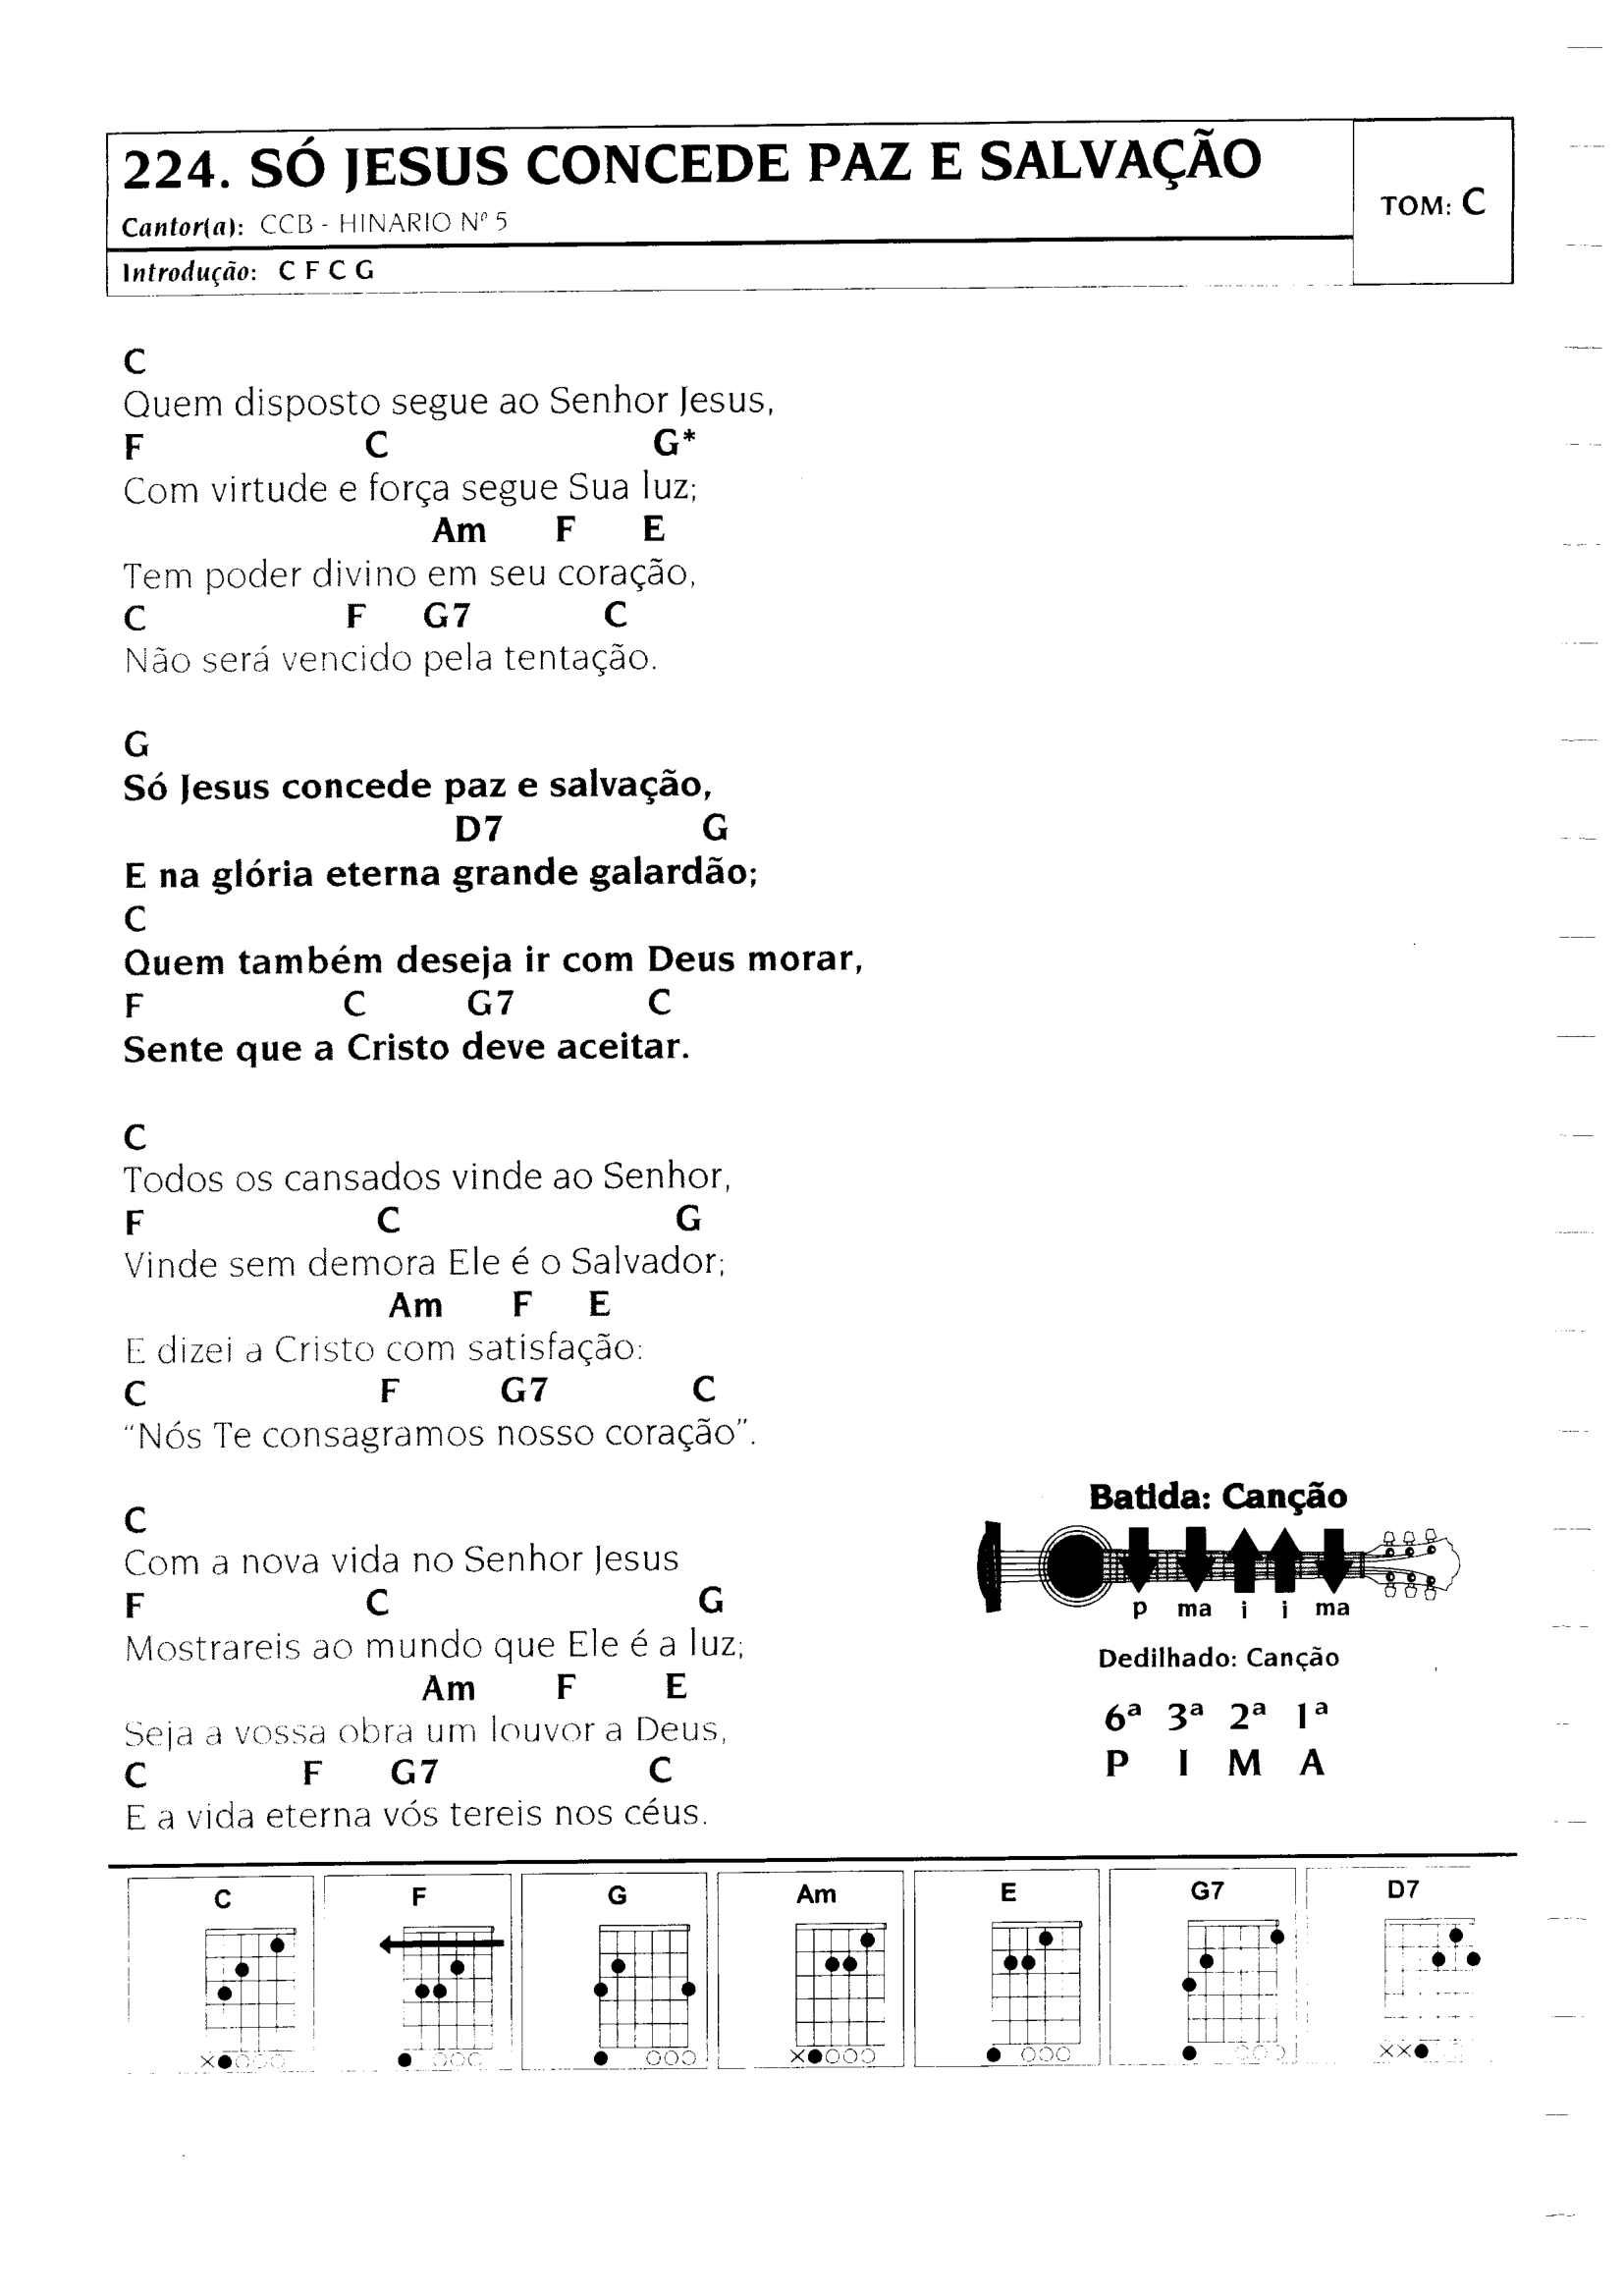 224. SÓ JESUS CONCEDE PAZ E SALVAÇÃO
Cantor(a): CCB - HINARIO Nº 5
TOM: C
Introdução: C F C G
C
Quem disposto segue ao Senhor Jesus,
F C G*
Com virtude e força segue Sua luz;
Am F E
Tem poder divino em seu coração,
C F G7 C
Não será vencido pela tentação.
G
Só Jesus concede paz e salvação,
D7 G
E na glória eterna grande galardão;
C
Quem também deseja ir com Deus morar,
F C G7 C
Sente que a Cristo deve aceitar.
C
Todos os cansados vinde ao Senhor,
F C G
Vinde sem demora Ele é o Salvador;
Am F E
E dizei a Cristo com satisfação:
C F G7 C
“Nós Te consagramos nosso coração”.
C
Com a nova vida no Senhor Jesus
F C G
Mostrareis ao mundo que Ele é a luz;
Am F E
Seja a vossa obra um louvor a Deus,
C F G7 C
E a vida eterna vós tereis nos céus.
Batida: Canção
p ma i i ma
Dedilhado: Canção
6ª 3ª 2ª 1ª
P I M A
C F G Am E G7 D7